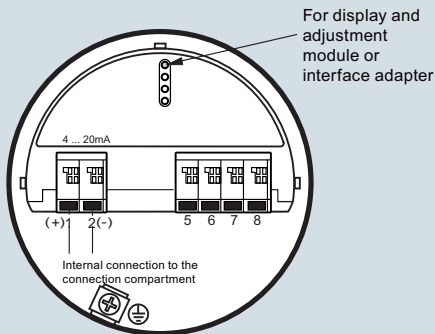 For display and
adjustment
module or
interface adapter
4 ... 20mA
(+)1 2(-) 5 6 7 8
Internal connection to the
connection compartment